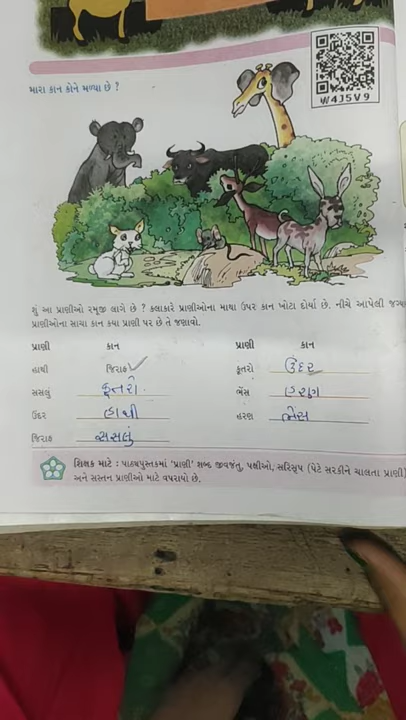 W4J5V9
મારા કાન કોને મળ્યા છે ?
શું આ પ્રાણીઓ રમૂજી લાગે છે ? કલાકારે પ્રાણીઓના માથા ઉપર કાન ખોટા દોર્યા છે. નીચે આપેલી જગ્ય
પ્રાણીઓના સાચા કાન કયા પ્રાણી પર છે તે જણાવો.
પ્રાણી કાન પ્રાણી કાન
હાથી જિરાફ કૂતરો ઉંદર
સસલું કુતરો ભેંસ હરણ
ઉંદર હાથી હરણ ભેંસ
જિરાફ સસલું
શિક્ષક માટે : પાઠ્યપુસ્તકમાં ‘પ્રાણી’ શબ્દ જીવજંતુ, પક્ષીઓ, સરિસૃપ (પેટે સરકીને ચાલતા પ્રાણી)
અને સસ્તન પ્રાણીઓ માટે વપરાયો છે.